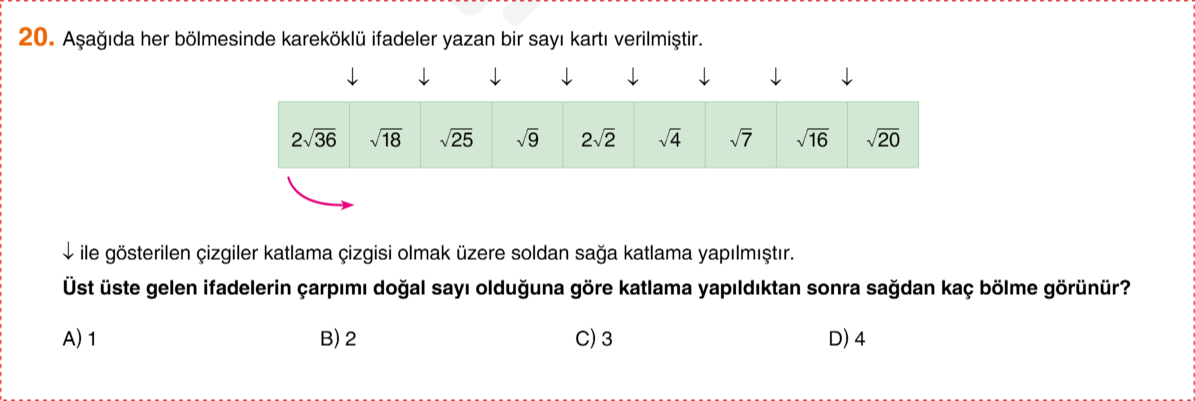 20. Aşağıda her bölmesinde kareköklü ifadeler yazan bir sayı kartı verilmiştir.
↓ ↓ ↓ ↓ ↓ ↓ ↓ ↓
2√36 √18 √25 √9 2√2 √4 √7 √16 √20
↓ ile gösterilen çizgiler katlama çizgisi olmak üzere soldan sağa katlama yapılmıştır.
Üst üste gelen ifadelerin çarpımı doğal sayı olduğuna göre katlama yapıldıktan sonra sağdan kaç bölme görünür?
A) 1 B) 2 C) 3 D) 4